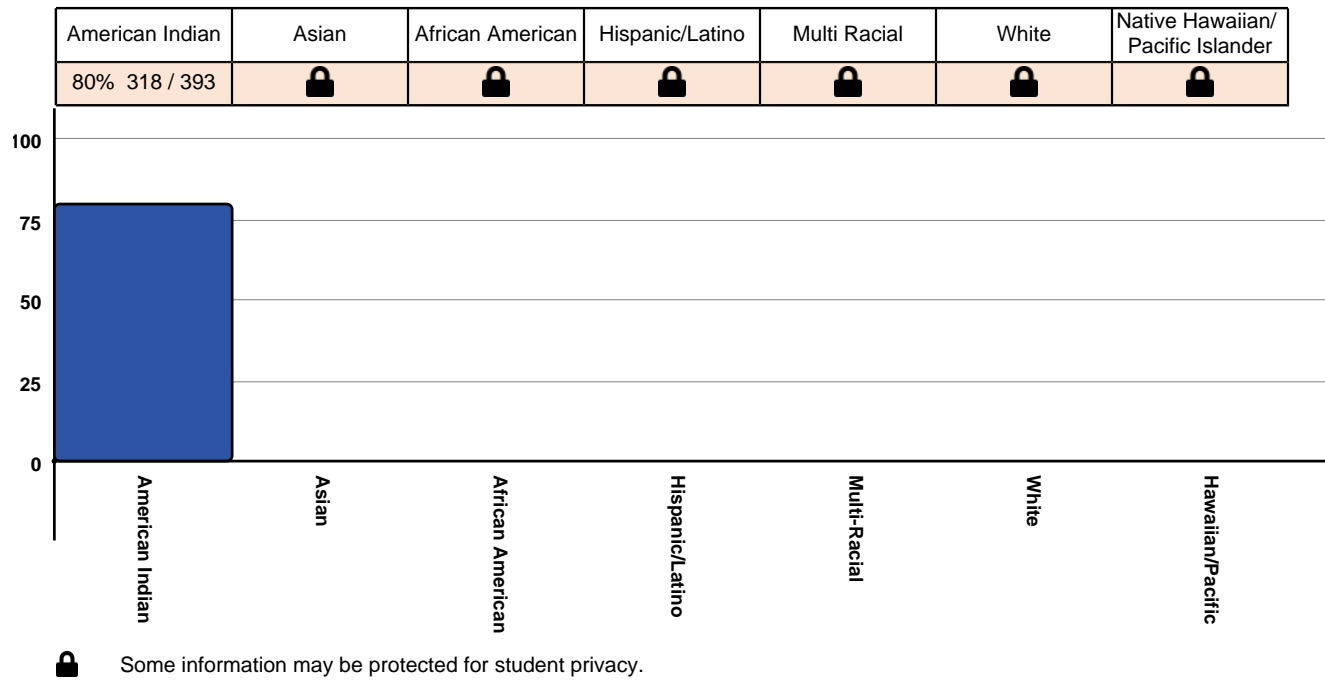 American Indian Asian African American Hispanic/Latino Multi Racial White Native Hawaiian/
Pacific Islander
80% 318 / 393
100
75
50
25
0
American Indian
Asian
African American
Hispanic/Latino
Multi-Racial
White
Hawaiian/Pacific
Some information may be protected for student privacy.